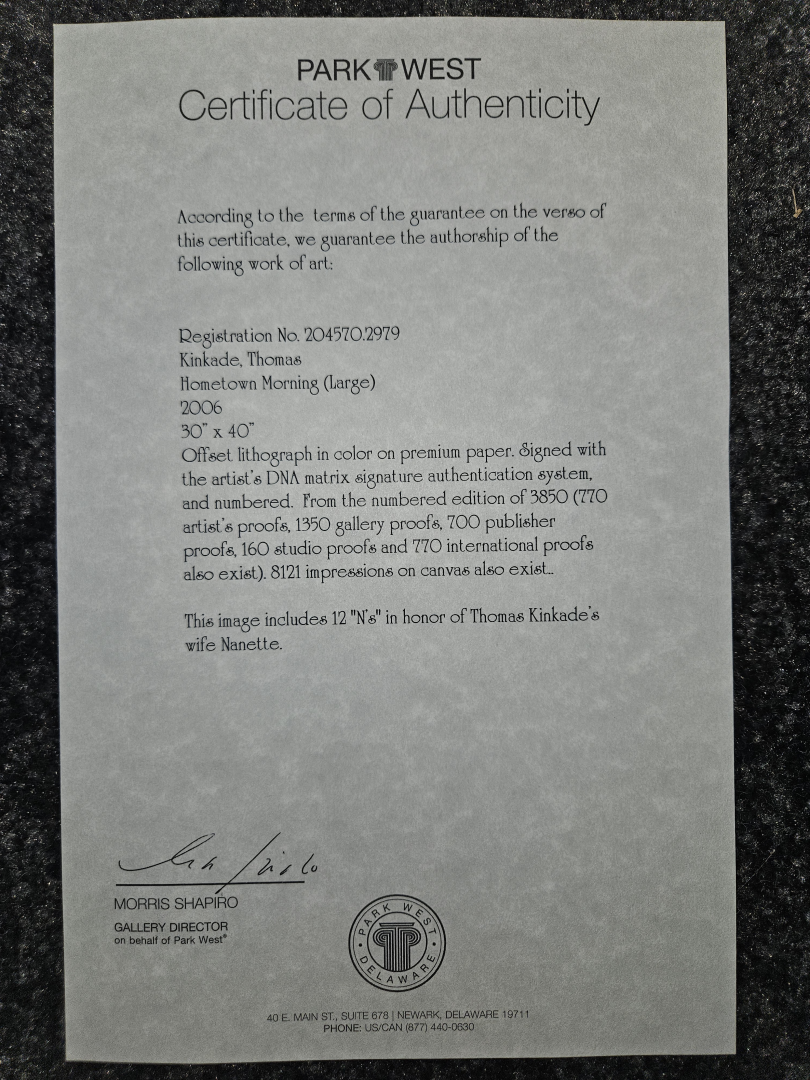 PARK WEST
Certificate of Authenticity
According to the terms of the guarantee on the verso of
this certificate, we guarantee the authorship of the
following work of art:
Registration No. 204570.2979
Kinkade, Thomas
Hometown Morning (Large)
2006
30" x 40"
Offset lithograph in color on premium paper. Signed with
the artist's DNA matrix signature authentication system,
and numbered. From the numbered edition of 3850 (770
artist's proofs, 1350 gallery proofs, 700 publisher
proofs, 160 studio proofs and 770 international proofs
also exist). 8121 impressions on canvas also exist..
This image includes 12 "N's" in honor of Thomas Kinkade's
wife Nanette.
MORRIS SHAPIRO
GALLERY DIRECTOR
on behalf of Park West®
PARK WEST
DELAWARE
40 E. MAIN ST., SUITE 678 | NEWARK, DELAWARE 19711
PHONE: US/CAN (877) 440-0630